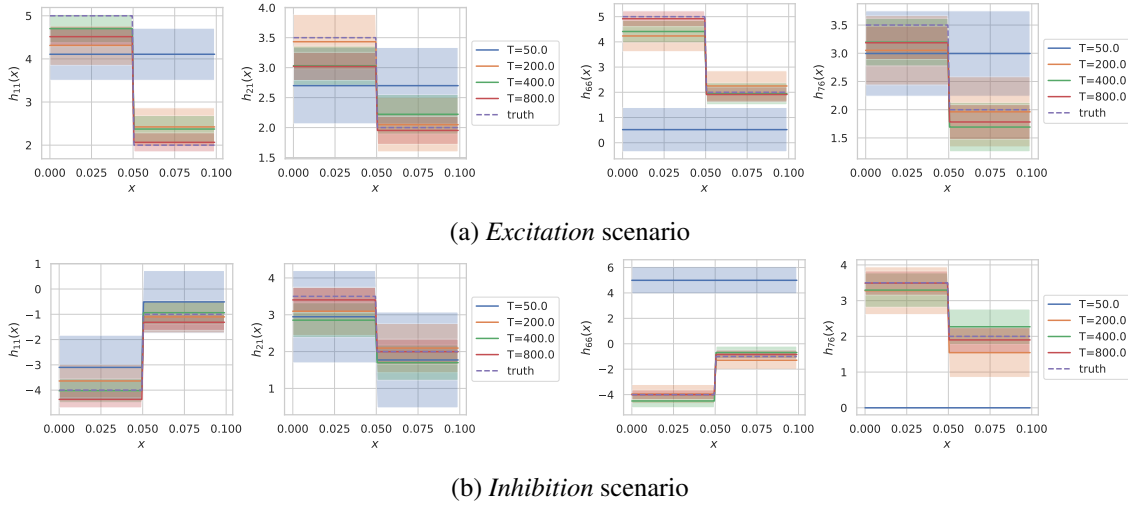 5
4
3
2
0.000 0.025 0.050 0.075 0.100
x
h11(x)
4.0
3.5
3.0
2.5
2.0
1.5
0.000 0.025 0.050 0.075 0.100
x
h21(x)
T=50.0
T=200.0
T=400.0
T=800.0
truth
6
5
4
3
2
1
0
0.000 0.025 0.050 0.075 0.100
x
h66(x)
3.5
3.0
2.5
2.0
1.5
0.000 0.025 0.050 0.075 0.100
x
h76(x)
T=50.0
T=200.0
T=400.0
T=800.0
truth
(a) Excitation scenario
1
0
−1
−2
−3
−4
0.000 0.025 0.050 0.075 0.100
x
h11(x)
4
3
2
1
0.000 0.025 0.050 0.075 0.100
x
h21(x)
T=50.0
T=200.0
T=400.0
T=800.0
truth
6
4
2
0
−2
−4
0.000 0.025 0.050 0.075 0.100
x
h66(x)
4
3
2
1
0
0.000 0.025 0.050 0.075 0.100
x
h76(x)
T=50.0
T=200.0
T=400.0
T=800.0
truth
(b) Inhibition scenario